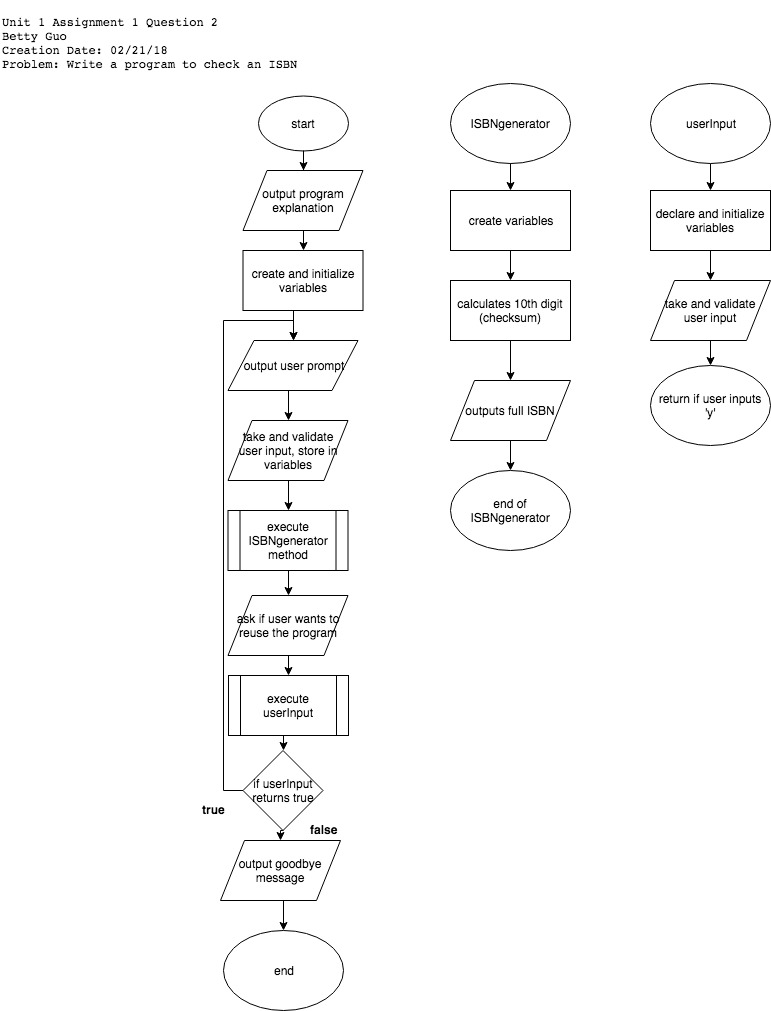 Unit 1 Assignment 1 Question 2
Betty Guo
Creation Date: 02/21/18
Problem: Write a program to check an ISBN
start
output program
explanation
create and initialize
variables
output user prompt
take and validate
user input, store in
variables
execute
ISBNgenerator
method
ask if user wants to
reuse the program
execute
userInput
if userInput
returns true
true
false
output goodbye
message
end
ISBNgenerator
create variables
calculates 10th digit
(checksum)
outputs full ISBN
end of
ISBNgenerator
userInput
declare and initialize
variables
take and validate
user input
return if user inputs
'y'